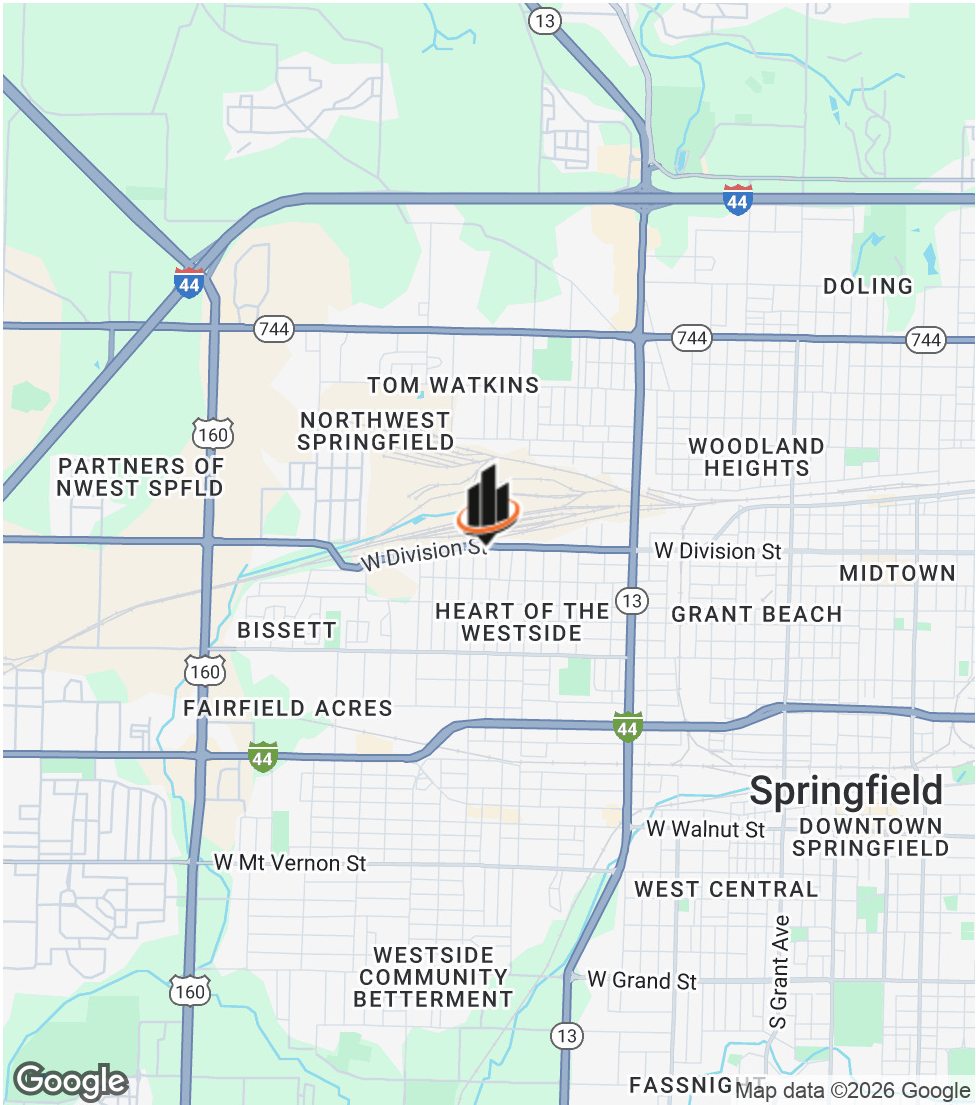 13
44
44
DOLING
744
744
744
TOM WATKINS
NORTHWEST
SPRINGFIELD
160
WOODLAND
HEIGHTS
PARTNERS OF
NWEST SPFLD
W Division St
W Division St
MIDTOWN
13
HEART OF THE
WESTSIDE
GRANT BEACH
BISSETT
160
FAIRFIELD ACRES
44
44
Springfield
W Walnut St
DOWNTOWN
SPRINGFIELD
W Mt Vernon St
WEST CENTRAL
S Grant Ave
WESTSIDE
COMMUNITY
BETTERMENT
W Grand St
160
13
Google
FASSNIGHT
Map data ©2026 Google